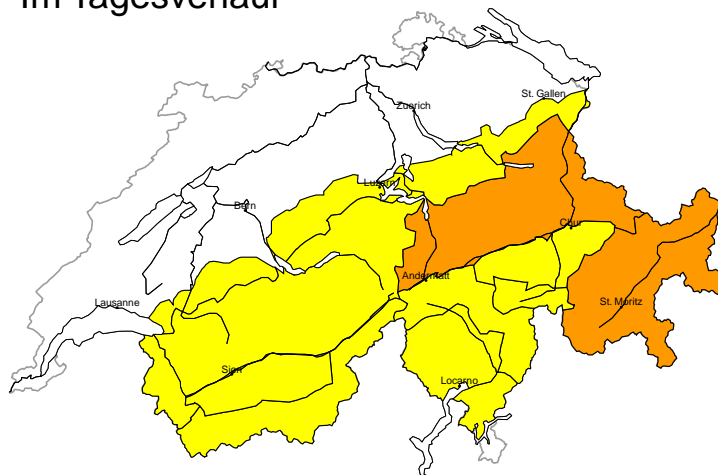 Im Tagesverlauf
St. Gallen
Zuerich
Luzern
Bern
Chur
Andermatt
Lausanne
St. Moritz
Sion
Locarno